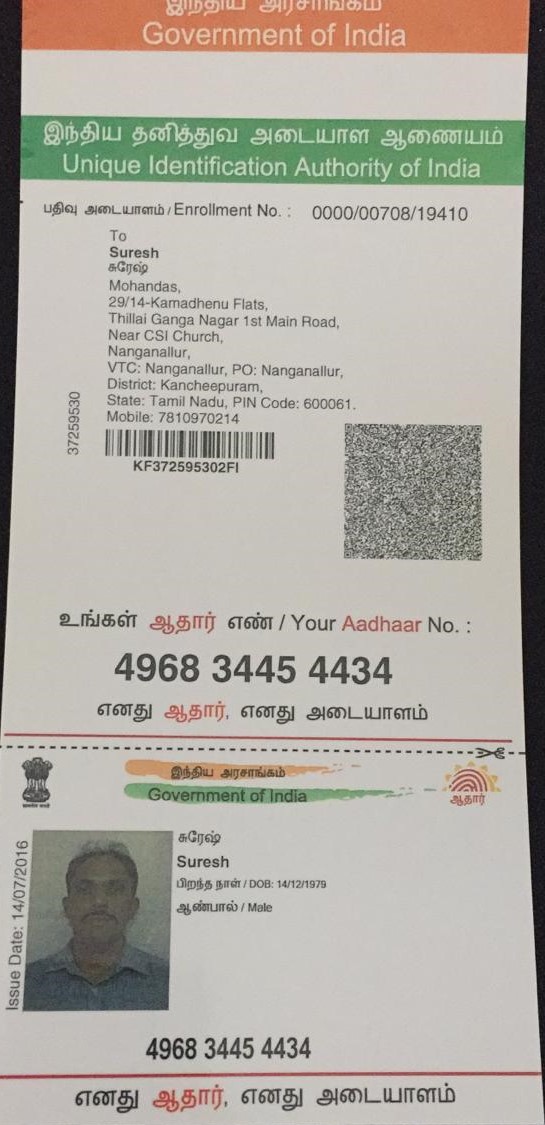 இந்திய அரசாங்கம்
Government of India
இந்திய தனித்துவ அடையாள ஆணையம்
Unique Identification Authority of India
பதிவு அடையாளம் / Enrollment No. : 0000/00708/19410
To
Suresh
சுரேஷ்
Mohandas,
29/14-Kamadhenu Flats,
Thillai Ganga Nagar 1st Main Road,
Near CSI Church,
Nanganallur,
VTC: Nanganallur, PO: Nanganallur,
District: Kancheepuram,
State: Tamil Nadu, PIN Code: 600061.
Mobile: 7810970214
37259530
KF372595302FI
உங்கள் ஆதார் எண் / Your Aadhaar No. :
4968 3445 4434
எனது ஆதார், எனது அடையாளம்
இந்திய அரசாங்கம்
Government of India
ஆதார்
Issue Date: 14/07/2016
சுரேஷ்
Suresh
பிறந்த நாள் / DOB: 14/12/1979
ஆண்பால் / Male
4968 3445 4434
எனது ஆதார், எனது அடையாளம்